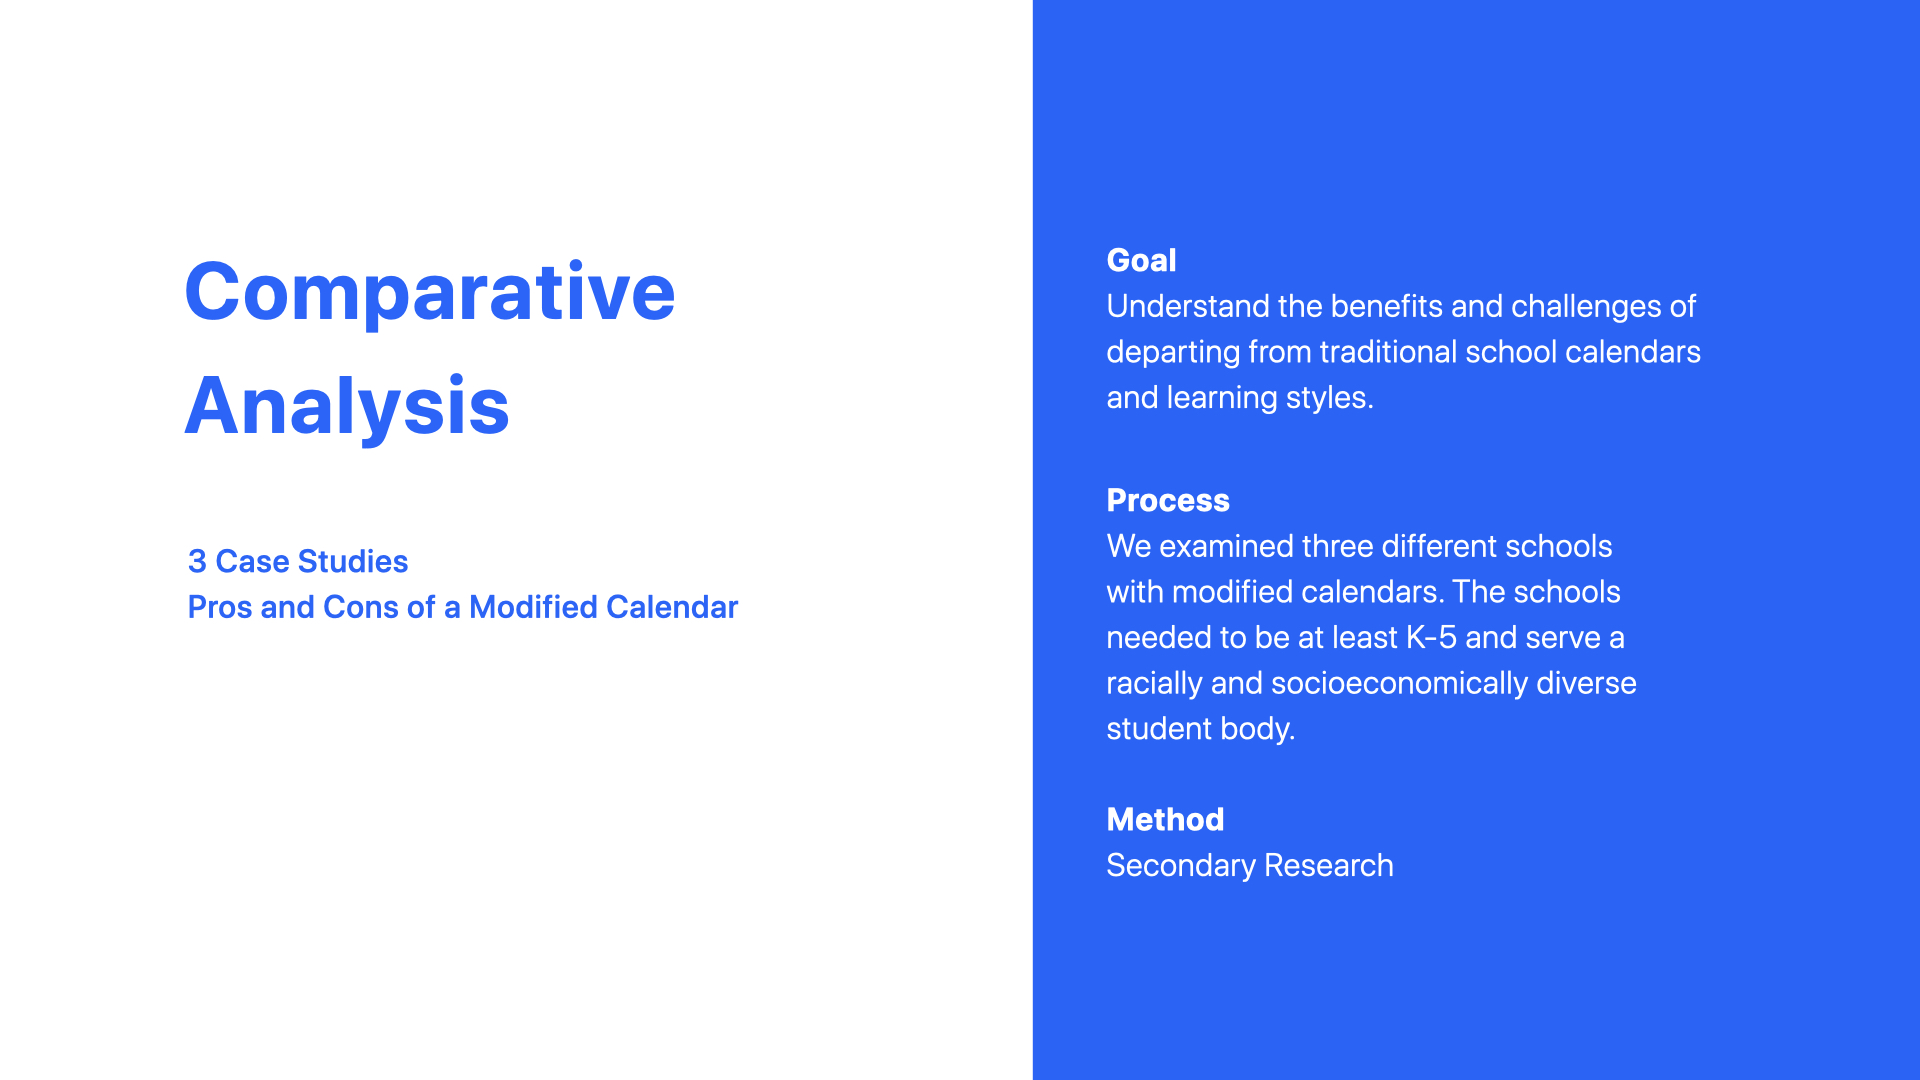 Comparative
Analysis
3 Case Studies
Pros and Cons of a Modified Calendar
Goal
Understand the benefits and challenges of
departing from traditional school calendars
and learning styles.
Process
We examined three different schools
with modified calendars. The schools
needed to be at least K-5 and serve a
racially and socioeconomically diverse
student body.
Method
Secondary Research